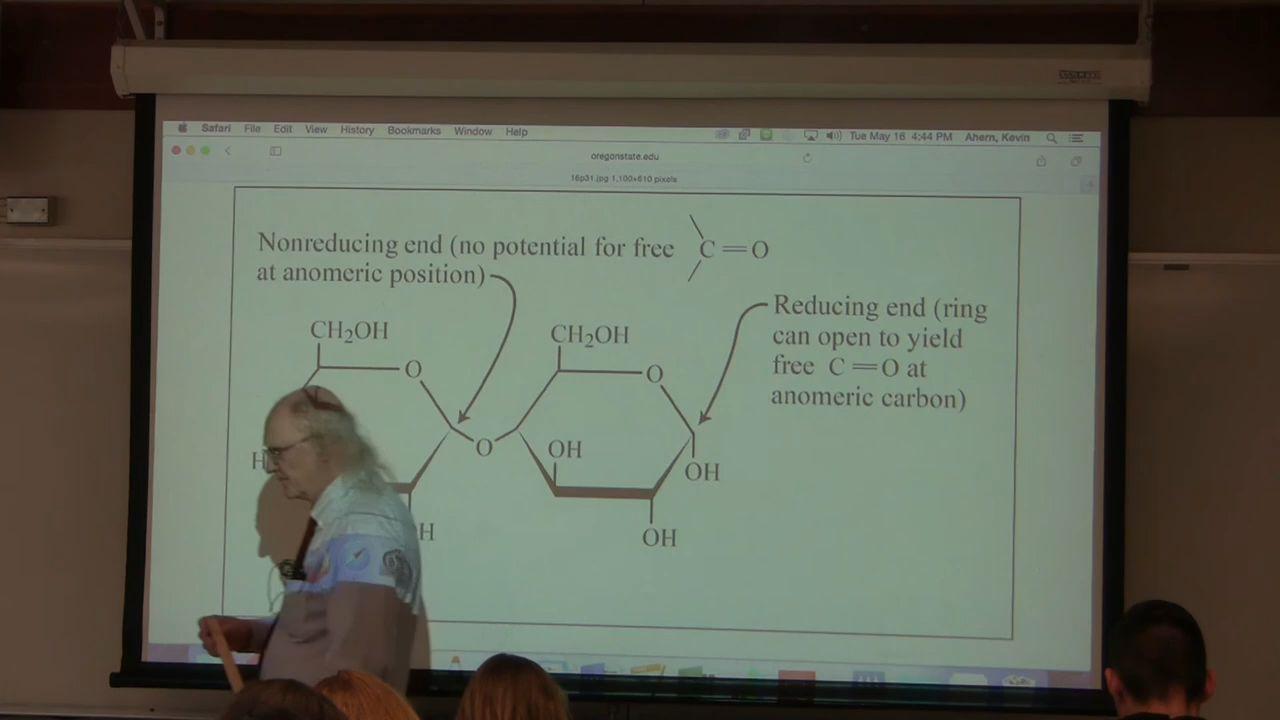 Safari File Edit View History Bookmarks Window Help Tue May 16 4:44 PM Ahern, Kevin
oregonstate.edu
16p31.jpg 1,100×610 pixels
Nonreducing end (no potential for free C=O
at anomeric position)
Reducing end (ring
can open to yield
free C=O at
anomeric carbon)
CH₂OH
CH₂OH
O
O
O
H
OH
OH
H
OH